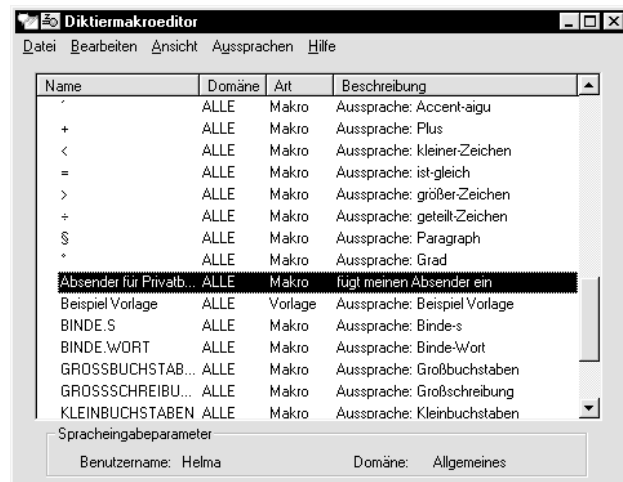 Diktiermakroeditor
Datei Bearbeiten Ansicht Aussprachen Hilfe
Name Domäne Art Beschreibung
´ ALLE Makro Aussprache: Accent-aigu
+ ALLE Makro Aussprache: Plus
< ALLE Makro Aussprache: kleiner-Zeichen
= ALLE Makro Aussprache: ist-gleich
> ALLE Makro Aussprache: größer-Zeichen
÷ ALLE Makro Aussprache: geteilt-Zeichen
§ ALLE Makro Aussprache: Paragraph
° ALLE Makro Aussprache: Grad
Absender für Privatb... ALLE Makro fügt meinen Absender ein
Beispiel Vorlage ALLE Vorlage Aussprache: Beispiel Vorlage
BINDE.S ALLE Makro Aussprache: Binde-s
BINDE.WORT ALLE Makro Aussprache: Binde-Wort
GROSSBUCHSTAB... ALLE Makro Aussprache: Großbuchstaben
GROSSSCHREIBU... ALLE Makro Aussprache: Großschreibung
KLEINBUCHSTABEN ALLE Makro Aussprache: Kleinbuchstaben
Spracheingabeparameter
Benutzername: Helma Domäne: Allgemeines